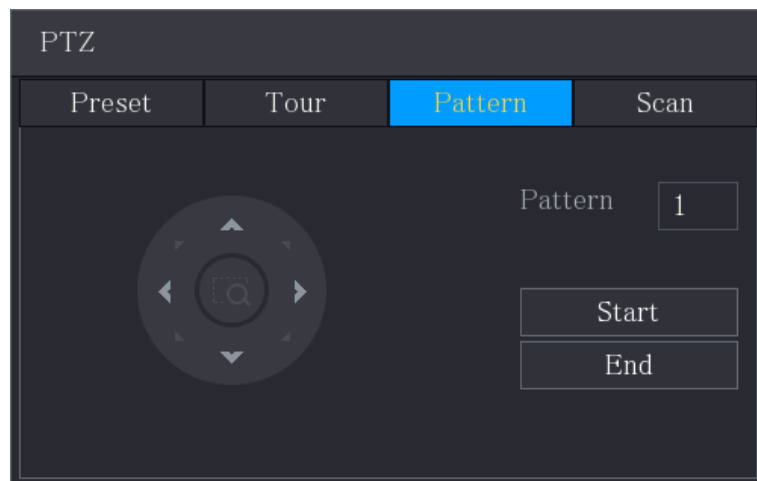 PTZ
Preset Tour Pattern Scan
Pattern 1
Start
End